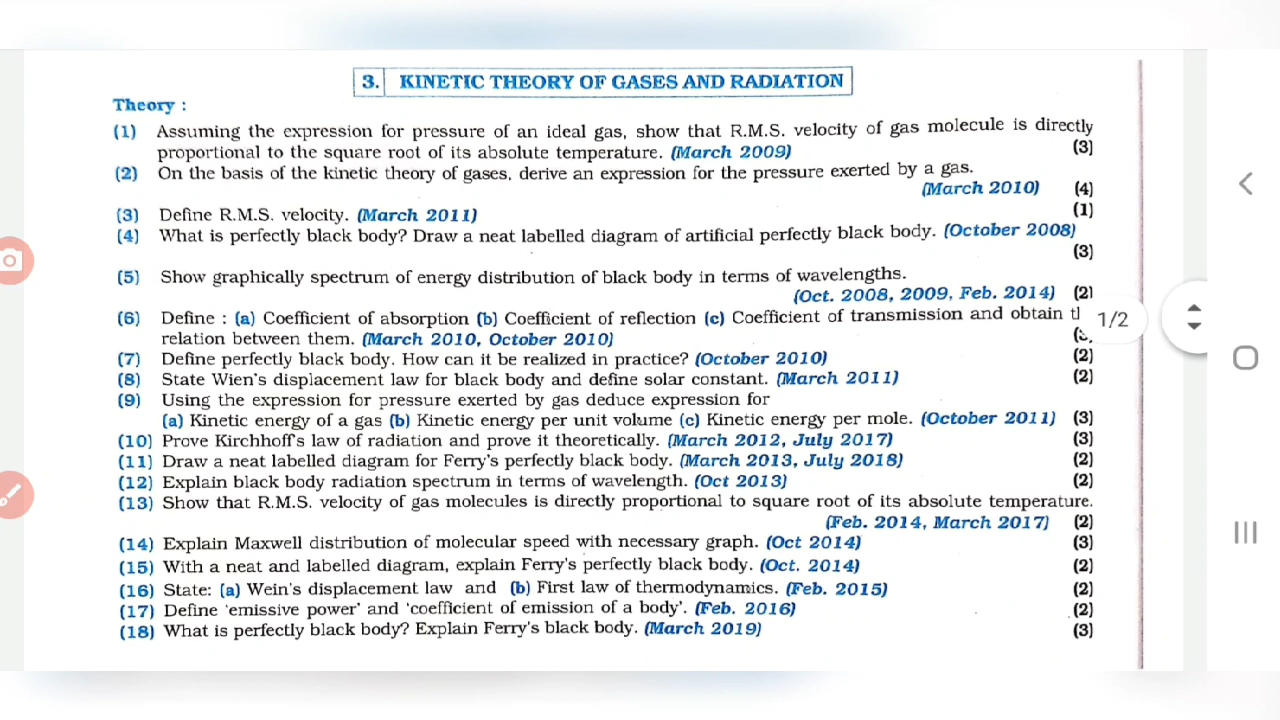 3. KINETIC THEORY OF GASES AND RADIATION
Theory :
(1) Assuming the expression for pressure of an ideal gas, show that R.M.S. velocity of gas molecule is directly
proportional to the square root of its absolute temperature. (March 2009) (3)
(2) On the basis of the kinetic theory of gases, derive an expression for the pressure exerted by a gas.
(March 2010) (4)
(3) Define R.M.S. velocity. (March 2011) (1)
(4) What is perfectly black body? Draw a neat labelled diagram of artificial perfectly black body. (October 2008)
(3)
(5) Show graphically spectrum of energy distribution of black body in terms of wavelengths.
(Oct. 2008, 2009, Feb. 2014) (2)
(6) Define : (a) Coefficient of absorption (b) Coefficient of reflection (c) Coefficient of transmission and obtain
relation between them. (March 2010, October 2010)
1/2
(7) Define perfectly black body. How can it be realized in practice? (October 2010) (2)
(8) State Wien's displacement law for black body and define solar constant. (March 2011) (2)
(9) Using the expression for pressure exerted by gas deduce expression for
(a) Kinetic energy of a gas (b) Kinetic energy per unit volume (c) Kinetic energy per mole. (October 2011) (3)
(10) Prove Kirchhoff's law of radiation and prove it theoretically. (March 2012, July 2017) (3)
(11) Draw a neat labelled diagram for Ferry's perfectly black body. (March 2013, July 2018) (2)
(12) Explain black body radiation spectrum in terms of wavelength. (Oct 2013) (2)
(13) Show that R.M.S. velocity of gas molecules is directly proportional to square root of its absolute temperature.
(Feb. 2014, March 2017) (2)
(14) Explain Maxwell distribution of molecular speed with necessary graph. (Oct 2014) (3)
(15) With a neat and labelled diagram, explain Ferry's perfectly black body. (Oct. 2014) (2)
(16) State: (a) Wein's displacement law and (b) First law of thermodynamics. (Feb. 2015) (2)
(17) Define 'emissive power' and 'coefficient of emission of a body'. (Feb. 2016) (2)
(18) What is perfectly black body? Explain Ferry's black body. (March 2019) (3)